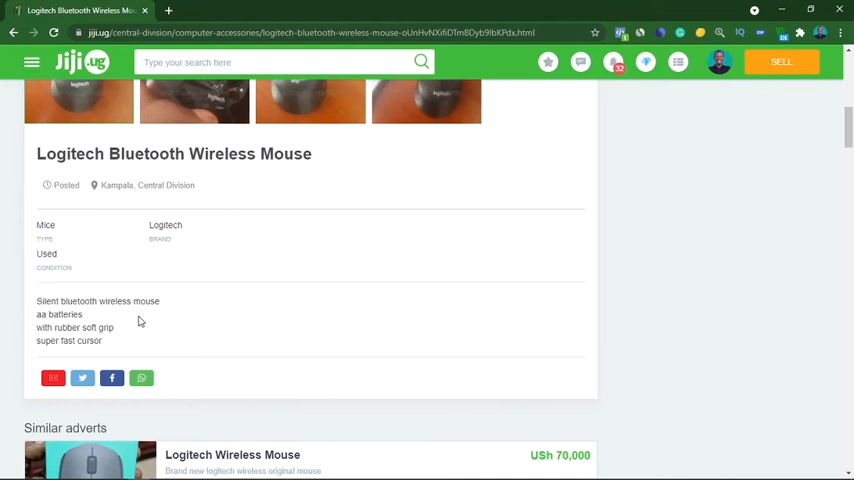 Logitech Bluetooth Wireless Mou
jiji.ug/central-division/computer-accessories/logitech-bluetooth-wireless-mouse-oUnHvNXifiDTm8Dyb9IbKPdx.html
Jiji.ug
Type your search here
32
SELL
logitech
Logitech Bluetooth Wireless Mouse
Posted
Kampala, Central Division
Mice
Logitech
TYPE
BRAND
Used
CONDITION
Silent bluetooth wireless mouse
aa batteries
with rubber soft grip
super fast cursor
Similar adverts
Logitech Wireless Mouse
USh 70,000
Brand new logitech wireless original mouse